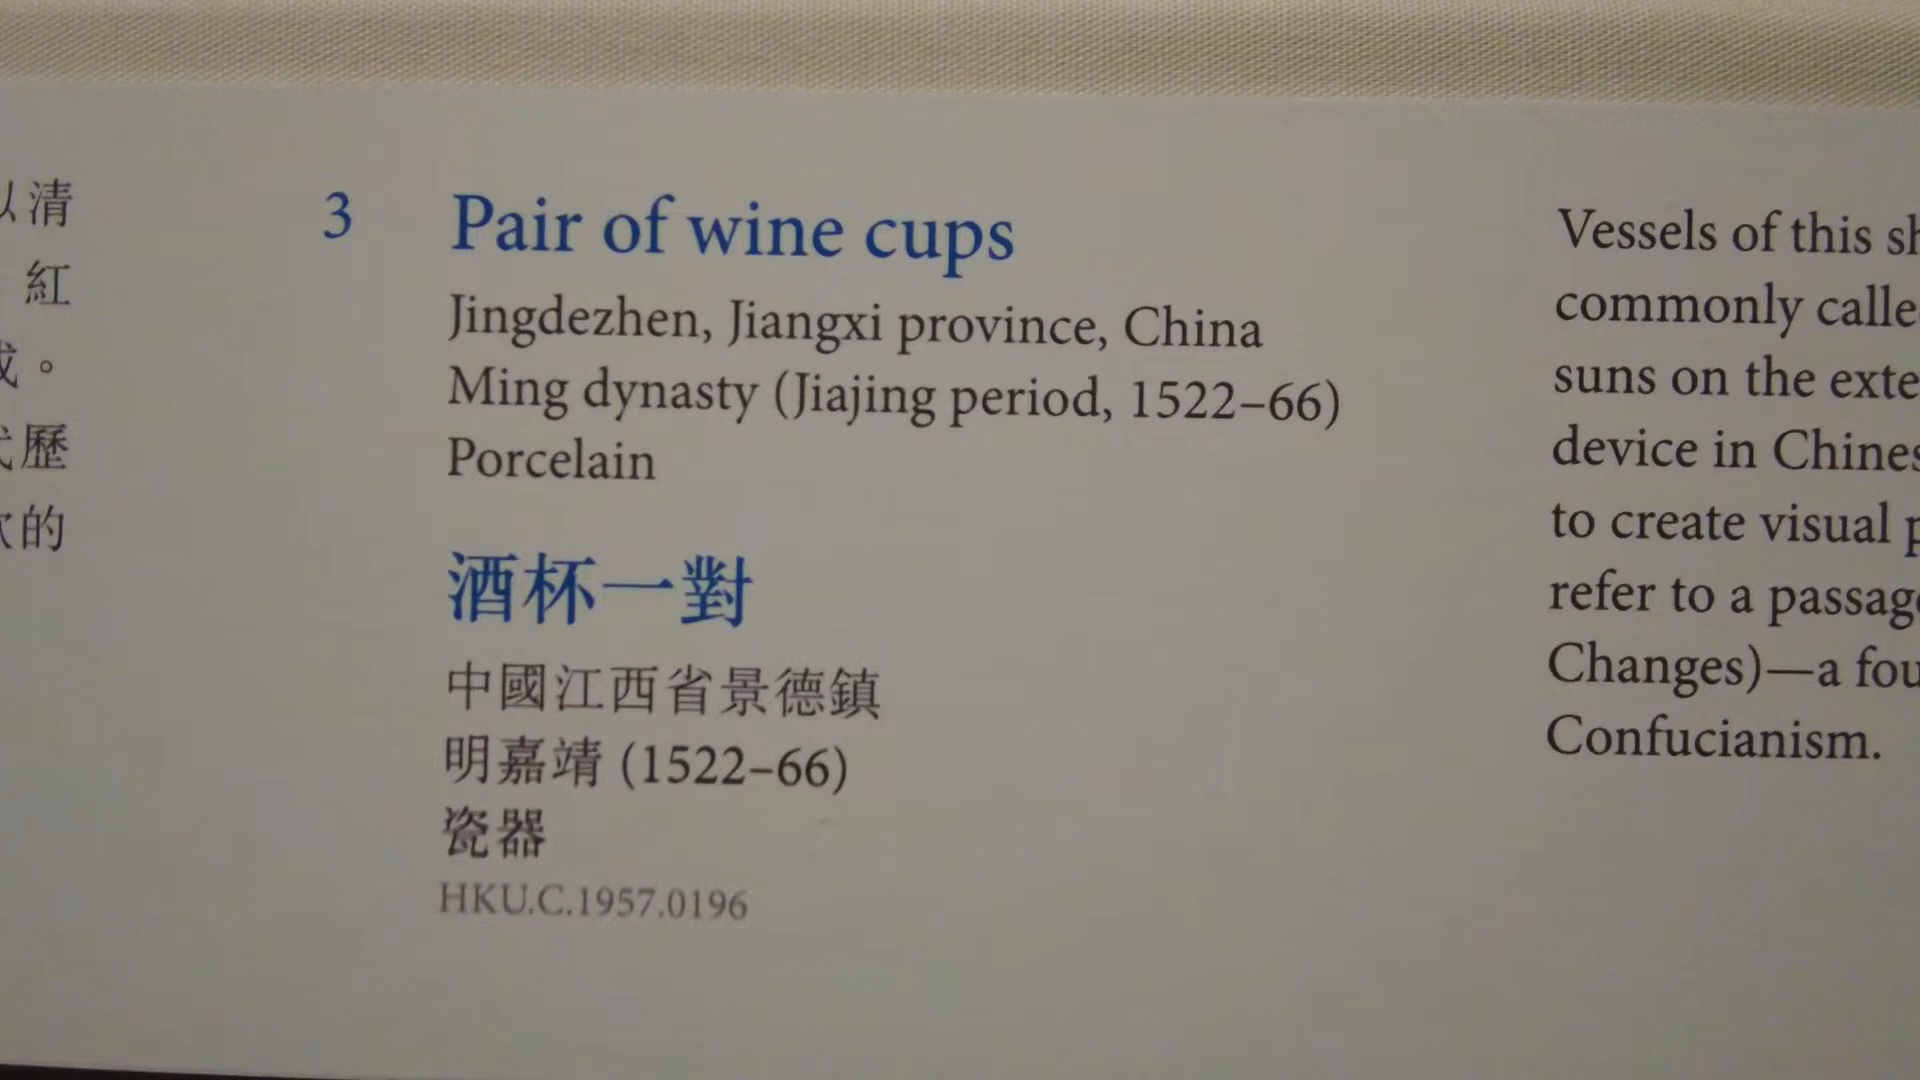 清
紅
。
歷
的
3 Pair of wine cups
Jingdezhen, Jiangxi province, China
Ming dynasty (Jiajing period, 1522–66)
Porcelain
酒杯一對
中國江西省景德鎮
明嘉靖 (1522–66)
瓷器
HKU.C.1957.0196
Vessels of this
commonly
suns on the
device in
to create visual
refer to a
Changes)—a
Confucianism.